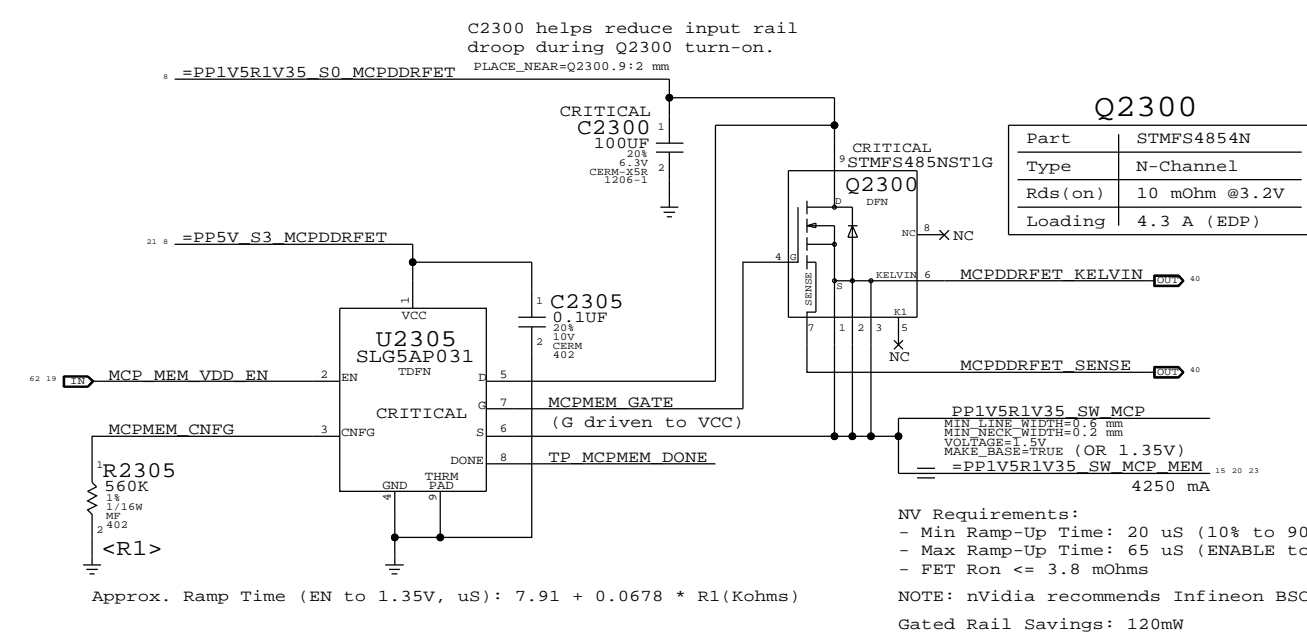 C2300 helps reduce input rail
droop during Q2300 turn-on.
PLACE_NEAR=Q2300.9:2 mm
8 =PP1V5R1V35_S0_MCPDDRFET
CRITICAL
C2300 1
100UF
20%
6.3V 2
CERM-X5R
1206-1
Q2300
Part STMFS4854N
Type N-Channel
Rds(on) 10 mOhm @3.2V
Loading 4.3 A (EDP)
CRITICAL
9 STMFS485NST1G
Q2300
DFN
D
NC 8 NC
4 G
S
SENSE
KELVIN 6 MCPDDRFET_KELVIN OUT 40
K1
7 1 2 3 5
NC
21 8 =PP5V_S3_MCPDDRFET
1
VCC
U2305
SLG5AP031
TDFN
1 C2305
0.1UF
20%
10V
2 CERM
402
62 19 IN MCP_MEM_VDD_EN 2 EN
D 5
MCPDDRFET_SENSE OUT 40
CRITICAL
G 7 MCPMEM_GATE
(G driven to VCC)
MCPMEM_CNFG 3 CNFG
S 6
DONE 8 TP_MCPMEM_DONE
GND THRM
PAD
4 9
1 R2305
560K
1%
1/16W
MF
2 402
<R1>
PP1V5R1V35_SW_MCP
MIN_LINE_WIDTH=0.6 mm
MIN_NECK_WIDTH=0.2 mm
VOLTAGE=1.5V
MAKE_BASE=TRUE (OR 1.35V)
=PP1V5R1V35_SW_MCP_MEM 15 20 23
4250 mA
NV Requirements:
- Min Ramp-Up Time: 20 uS (10% to 90
- Max Ramp-Up Time: 65 uS (ENABLE to
- FET Ron <= 3.8 mOhms
Approx. Ramp Time (EN to 1.35V, uS): 7.91 + 0.0678 * R1(Kohms)
NOTE: nVidia recommends Infineon BSC
Gated Rail Savings: 120mW